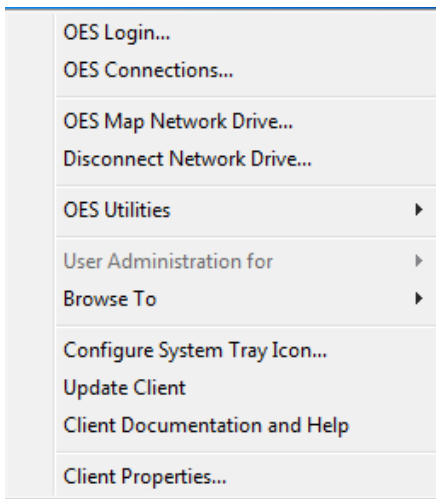 OES Login...
OES Connections...
OES Map Network Drive...
Disconnect Network Drive...
OES Utilities
User Administration for
Browse To
Configure System Tray Icon...
Update Client
Client Documentation and Help
Client Properties...